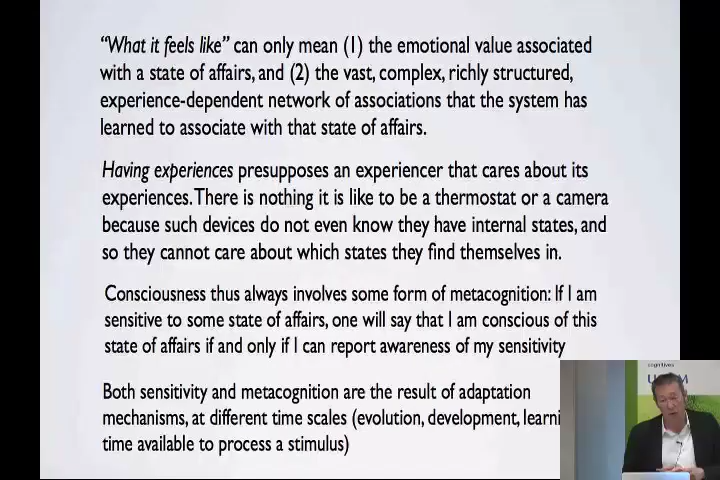 “What it feels like” can only mean (1) the emotional value associated
with a state of affairs, and (2) the vast, complex, richly structured,
experience-dependent network of associations that the system has
learned to associate with that state of affairs.
Having experiences presupposes an experiencer that cares about its
experiences. There is nothing it is like to be a thermostat or a camera
because such devices do not even know they have internal states, and
so they cannot care about which states they find themselves in.
Consciousness thus always involves some form of metacognition: If I am
sensitive to some state of affairs, one will say that I am conscious of this
state of affairs if and only if I can report awareness of my sensitivity
Both sensitivity and metacognition are the result of adaptation
mechanisms, at different time scales (evolution, development, learni
time available to process a stimulus)
cognitives